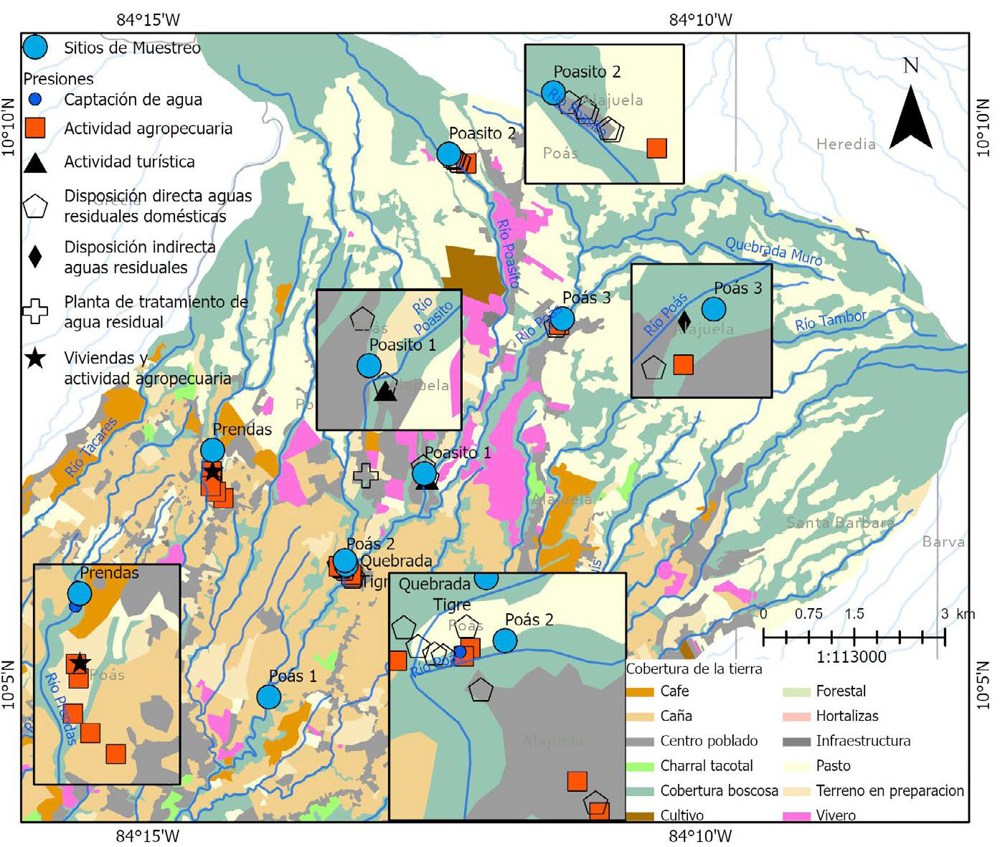 84°15'W
84°10'W
10°10'N
10°10'N
Sitios de Muestreo
Presiones
Captación de agua
Actividad agropecuaria
Actividad turística
Disposición directa aguas
residuales domésticas
Grecia
Disposición indirecta
aguas residuales
Planta de tratamiento de
agua residual
Viviendas y
actividad agropecuaria
N
Heredia
Poasito 2
Alajuela
Río Poasito
Poás
Poasito 2
Río Poasito
Quebrada Muro
Poás 3
Río Poás
Poás 3
Río Poás
Alajuela
Río Tambor
Río
Poasito
Poás
Poasito 1
Alajuela
Po
Prendas
Río Tacares
Poasito 1
Alajuela
Santa Barbara
Barva
Poás 2
Quebrada
Tigr
Poás 1
Prendas
Poás
Río Prendas
Quebrada
Tigre
Poás
Poás 2
Río Poás
Alajuela
0 0.75 1.5 3 km
1:113000
Cobertura de la tierra
Cafe
Caña
Centro poblado
Charral tacotal
Cobertura boscosa
Cultivo
Forestal
Hortalizas
Infraestructura
Pasto
Terreno en preparacion
Vivero
10°5'N
10°5'N
84°15'W
84°10'W